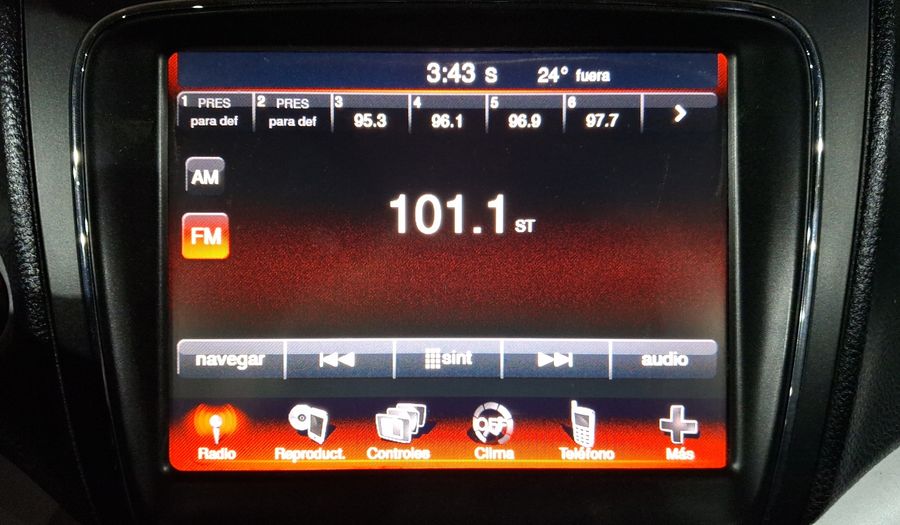 3:43 S 24° fuera
1 PRES para def 2 PRES para def 3 95.3 4 96.1 5 96.9 6 97.7
AM
101.1 ST
FM
navegar sint audio
Radio Reproduct. Controles OFF Clima Teléfono Más